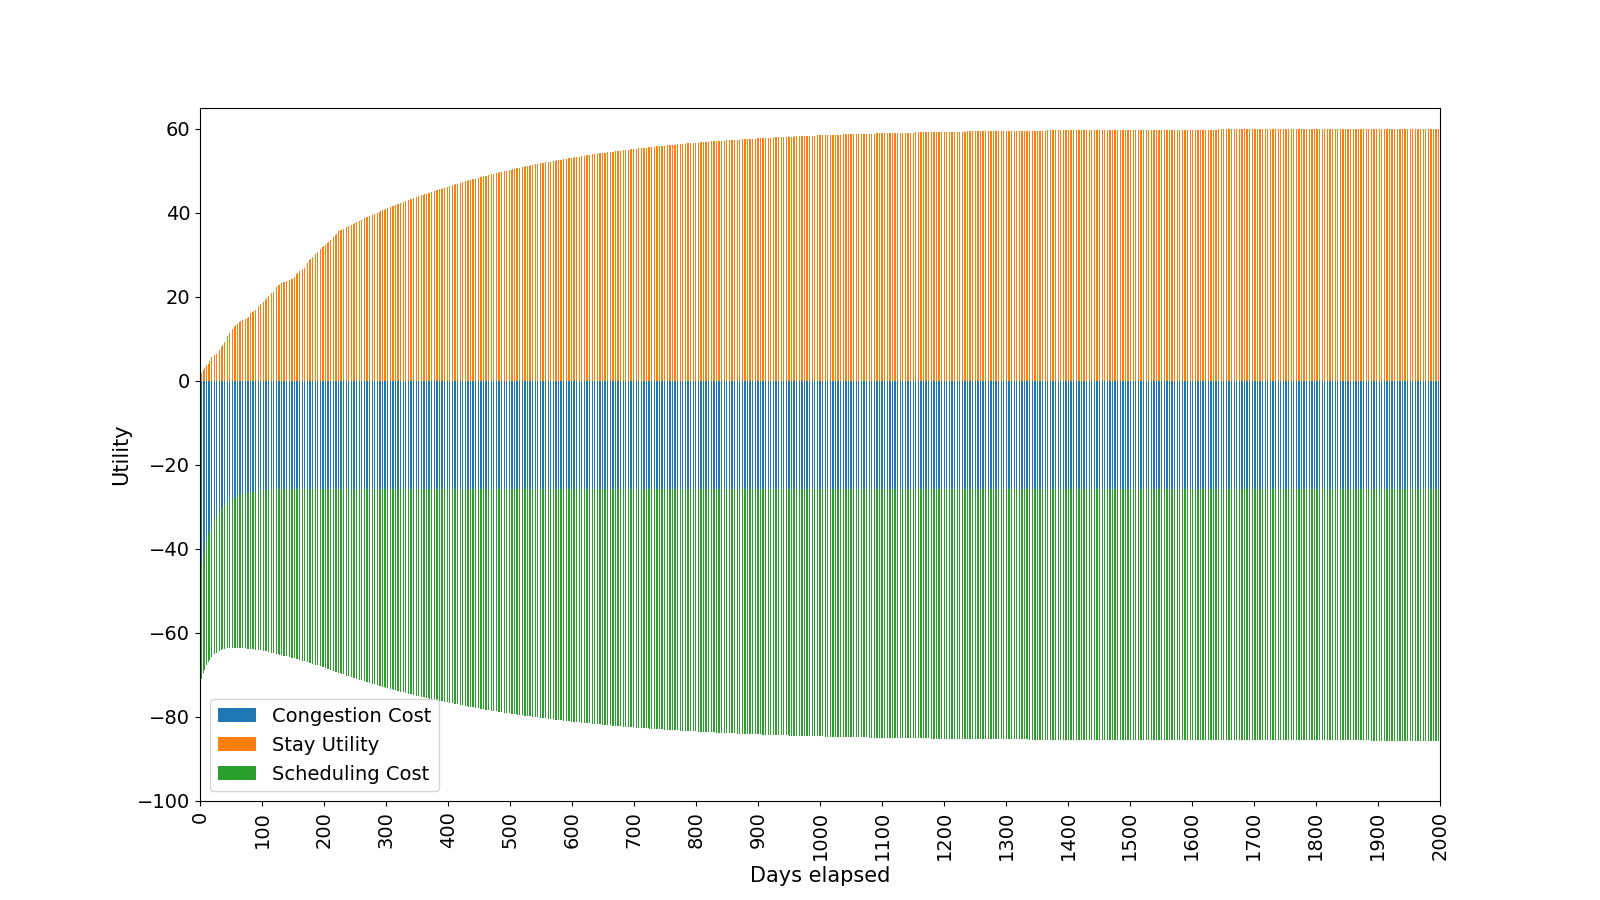 60
40
20
0
−20
−40
−60
−80
−100
Utility
Congestion Cost
Stay Utility
Scheduling Cost
0 100 200 300 400 500 600 700 800 900 1000 1100 1200 1300 1400 1500 1600 1700 1800 1900 2000
Days elapsed